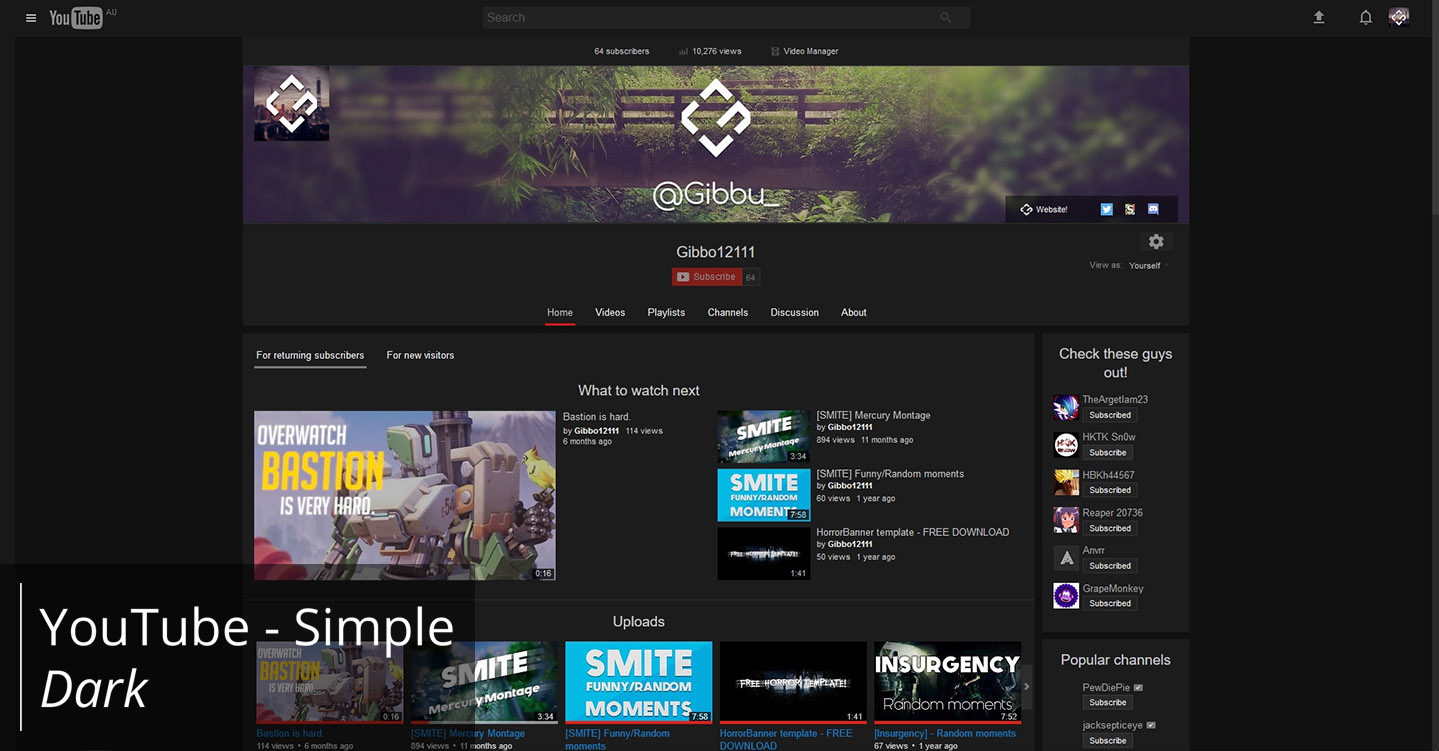 YouTube AU
Search
64 subscribers 10,276 views Video Manager
@Gibbu_
Website!
Gibbo12111
Subscribe 64
View as: Yourself
Home Videos Playlists Channels Discussion About
For returning subscribers For new visitors
What to watch next
OVERWATCH
BASTION
IS VERY HARD.
E-54
0:16
Bastion is hard.
by Gibbo12111 114 views
6 months ago
SMITE
Mercury Montage
3:34
[SMITE] Mercury Montage
by Gibbo12111
894 views 11 months ago
SMITE
FUNNY/RANDOM
MOMENTS
7:58
[SMITE] Funny/Random moments
by Gibbo12111
60 views 1 year ago
FREE HORROR TEMPLATE!
1:41
HorrorBanner template - FREE DOWNLOAD
by Gibbo12111
50 views 1 year ago
Check these guys
out!
TheArgetlam23
Subscribed
HKTK Sn0w
Subscribe
HBKh44567
Subscribed
Reaper 20736
Subscribed
Anvrr
Subscribed
GrapeMonkey
Subscribed
Uploads
OVERWATCH
BASTION
IS VERY HARD.
0:16
Bastion is hard.
114 views • 6 months ago
SMITE
Mercury Montage
3:34
[SMITE] Mercury Montage
894 views • 11 months ago
SMITE
FUNNY/RANDOM
MOMENTS
7:58
[SMITE] Funny/Random
moments
FREE HORROR TEMPLATE!
1:41
HorrorBanner template - FREE
DOWNLOAD
INSURGENCY
Random moments
7:52
[Insurgency] - Random moments
67 views • 1 year ago
Popular channels
PewDiePie
Subscribe
jacksepticeye
Subscribe
YouTube - Simple
Dark